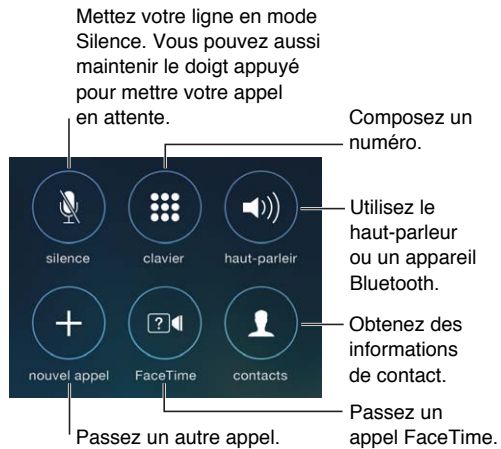 Mettez votre ligne en mode
Silence. Vous pouvez aussi
maintenir le doigt appuyé
pour mettre votre appel
en attente.
Composez un
numéro.
silence
clavier
haut-parleir
Utilisez le
haut-parleur
ou un appareil
Bluetooth.
?
nouvel appel
FaceTime
contacts
Obtenez des
informations
de contact.
Passez un autre appel.
Passez un
appel FaceTime.